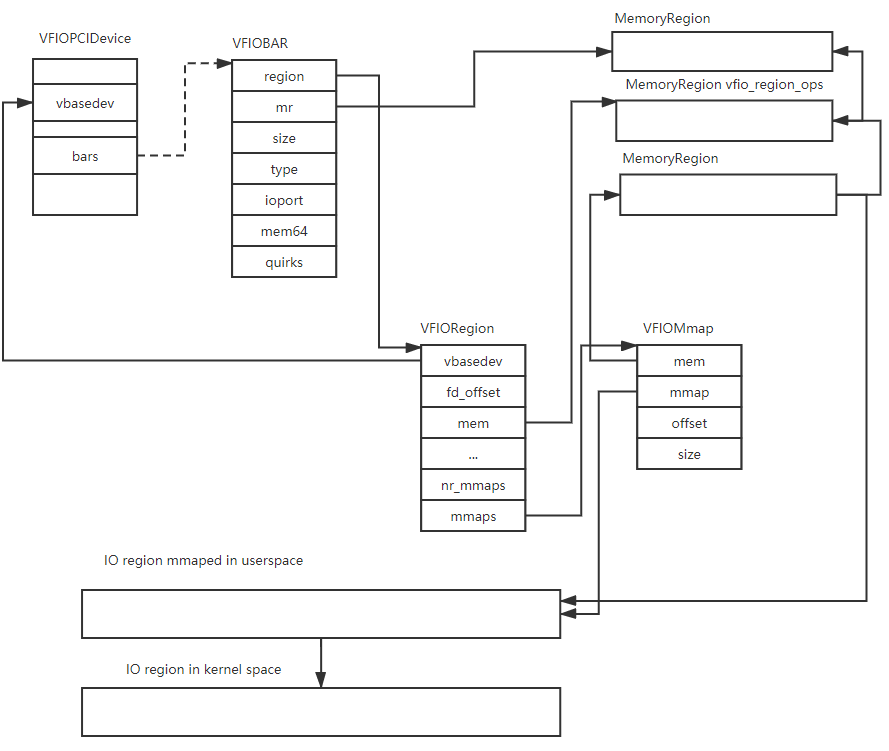 VFIOPCIDevice
vbasedev
bars
VFIOBAR
region
mr
size
type
ioport
mem64
quirks
MemoryRegion
MemoryRegion vfio_region_ops
MemoryRegion
VFIORegion
vbasedev
fd_offset
mem
...
nr_mmaps
mmaps
VFIOMmap
mem
mmap
offset
size
IO region mmaped in userspace
IO region in kernel space